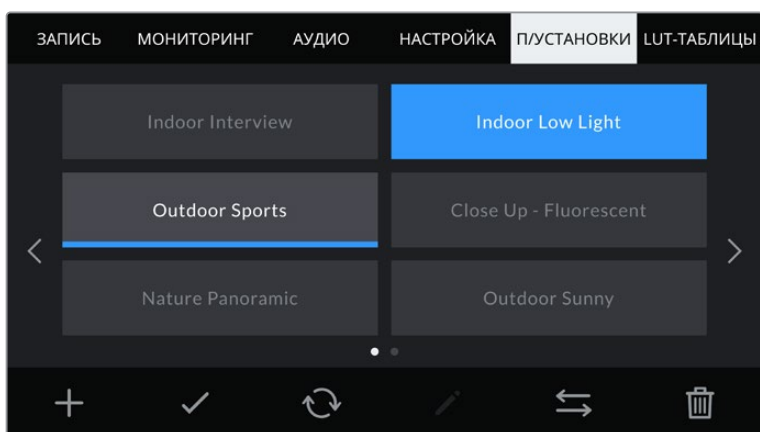 ЗАПИСЬ МОНИТОРИНГ АУДИО НАСТРОЙКА П/УСТАНОВКИ LUT-ТАБЛИЦЫ
Indoor Interview Indoor Low Light
Outdoor Sports Close Up - Fluorescent
Nature Panoramic Outdoor Sunny